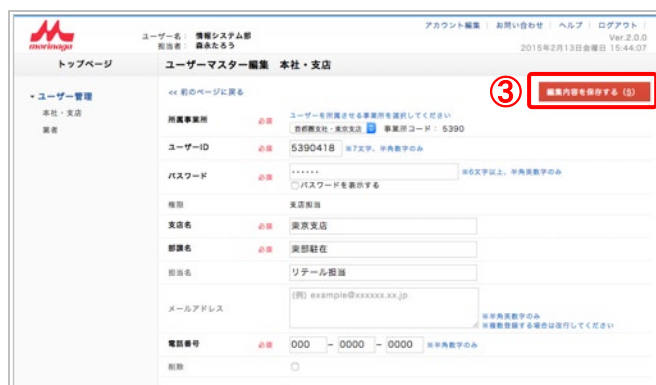 morinaga
ユーザー名： 情報システム部
担当者： 森永たろう
アカウント編集 | お問い合わせ | ヘルプ | ログアウト |
Ver.2.0.0
2015年2月13日金曜日 15:44:07
トップページ
ユーザーマスター編集 本社・支店
ユーザー管理
本社・支店
業者
<< 前のページに戻る
③
編集内容を保存する (S)
所属事業所 必須
ユーザーを所属させる事業所を選択してください
首都圏支社・東京支店 事業所コード： 5390
ユーザーID 必須 5390418 ※7文字、半角数字のみ
パスワード 必須 ······ ※6文字以上、半角英数字のみ
パスワードを表示する
権限 支店担当
支店名 必須 東京支店
部課名 必須 東部駐在
担当名 リテール担当
メールアドレス (例) example@xxxxxx.xx.jp
※半角英数字のみ
※複数登録する場合は改行してください
電話番号 必須 000 - 0000 - 0000 ※半角数字のみ
削除